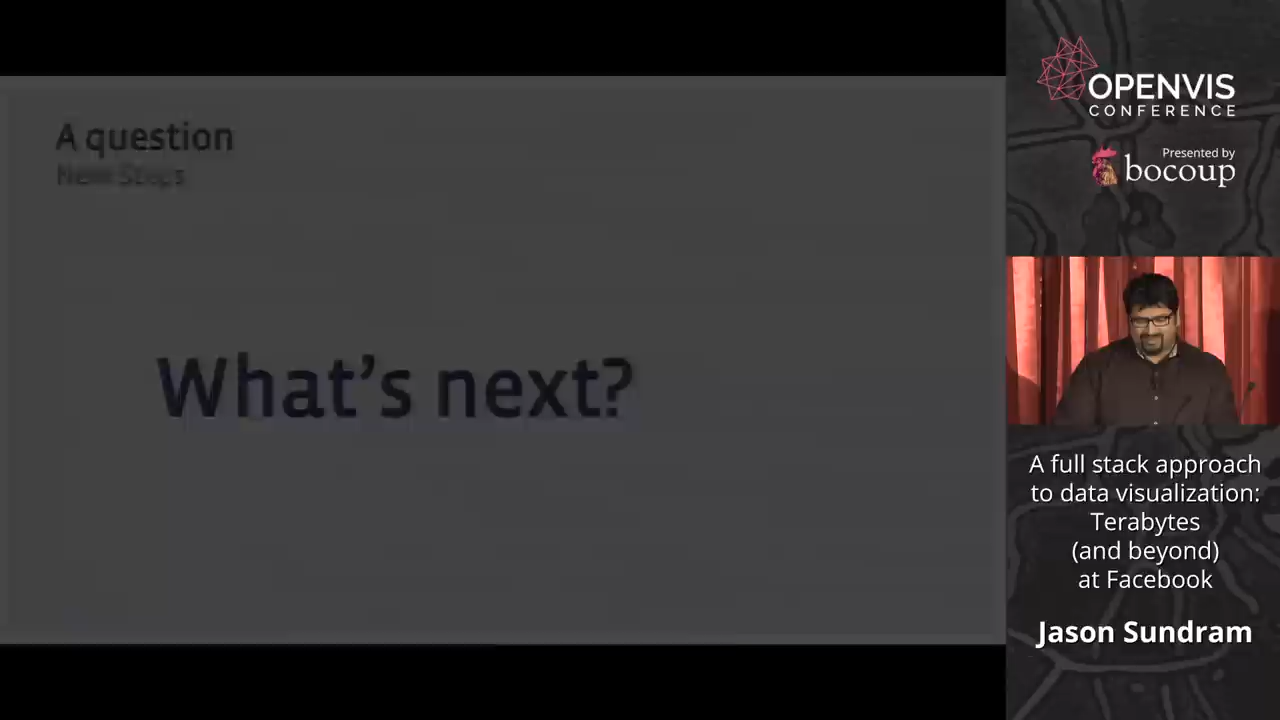 A question
What's next?
OPENVIS
CONFERENCE
Presented by
bocoup
A full stack approach
to data visualization:
Terabytes
(and beyond)
at Facebook
Jason Sundram